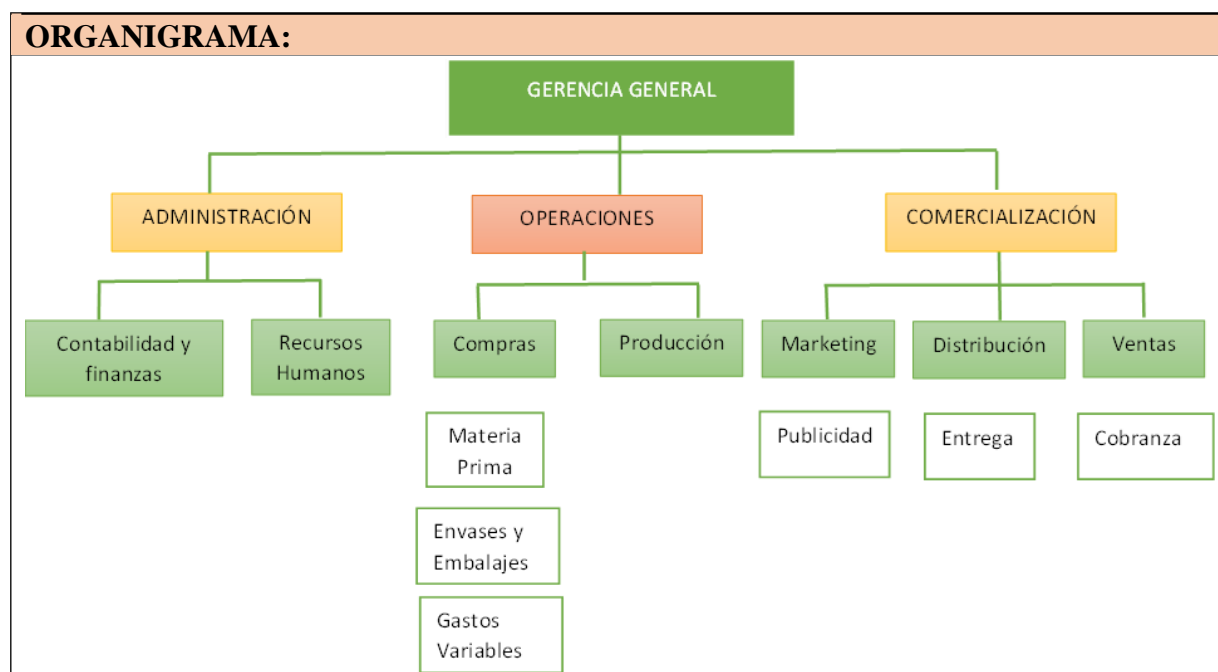 ORGANIGRAMA:
GERENCIA GENERAL
ADMINISTRACIÓN
OPERACIONES
COMERCIALIZACIÓN
Contabilidad y
finanzas
Recursos
Humanos
Compras
Producción
Marketing
Distribución
Ventas
Materia
Prima
Publicidad
Entrega
Cobranza
Envases y
Embalajes
Gastos
Variables